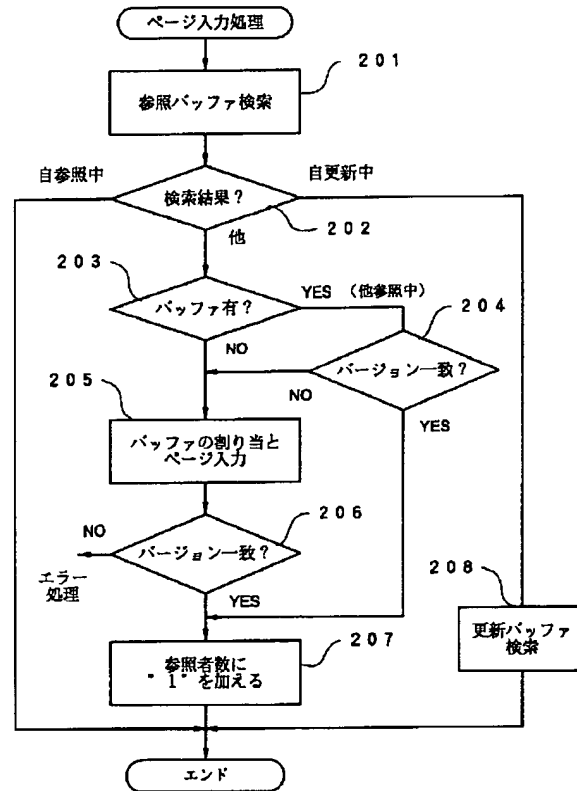 ページ入力処理
201
参照バッファ検索
自参照中
自更新中
検索結果?
202
他
203
バッファ有?
YES (他参照中)
204
NO
バージョン一致?
NO
205
YES
バッファの割り当と
ページ入力
206
NO
バージョン一致?
エラー
処理
208
YES
207
更新バッファ
検索
参照者数に
"1"を加える
エンド